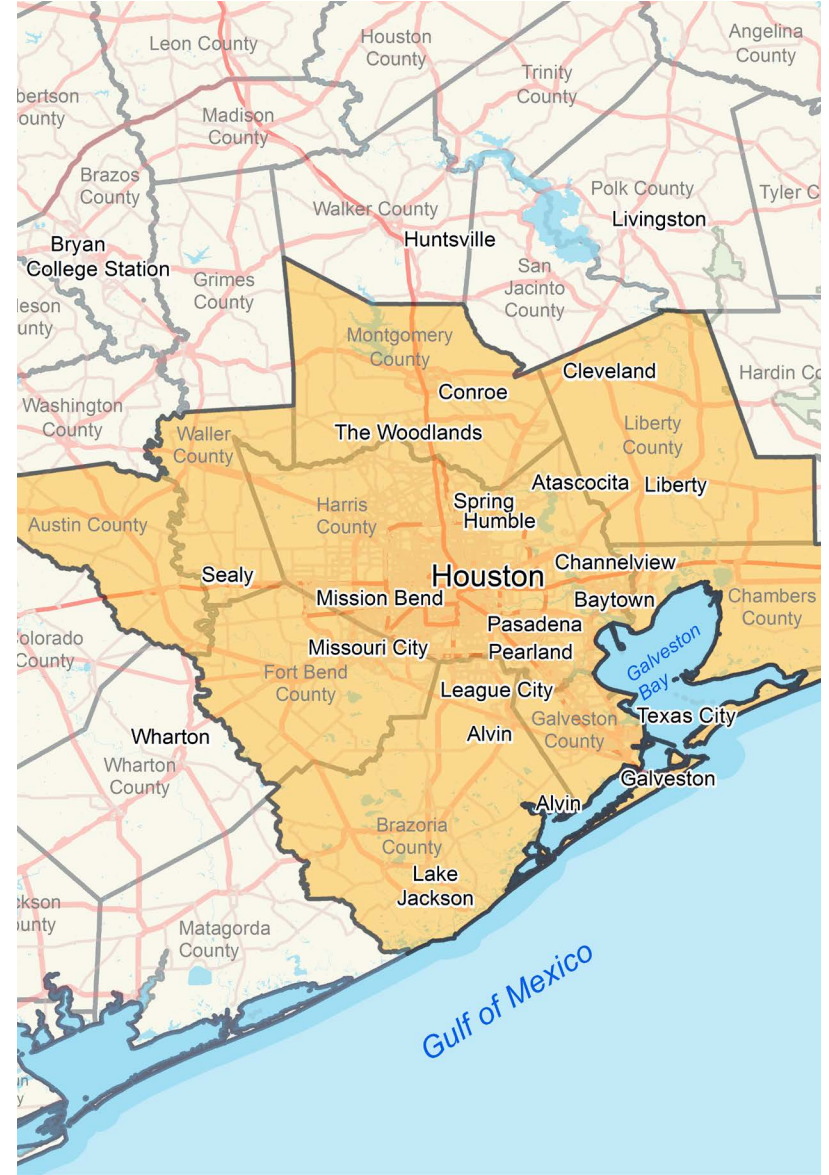 Leon County
Houston
County
Angelina
County
Trinity
County
bertson
ounty
Madison
County
Brazos
County
Polk County
Tyler C
Walker County
Livingston
Huntsville
Bryan
College Station
Grimes
County
San
Jacinto
County
leson
unty
Montgomery
County
Cleveland
Hardin Co
Conroe
Washington
County
Waller
County
The Woodlands
Liberty
County
Atascocita
Liberty
Austin County
Harris
County
Spring
Humble
Channelview
Sealy
Houston
Mission Bend
Baytown
Chambers
County
Pasadena
Missouri City
Pearland
Galveston
Bay
olorado
County
Fort Bend
County
League City
Galveston
County
Texas City
Wharton
Alvin
Wharton
County
Galveston
Alvin
Brazoria
County
Lake
Jackson
ckson
ounty
Matagorda
County
Gulf of Mexico
un
y